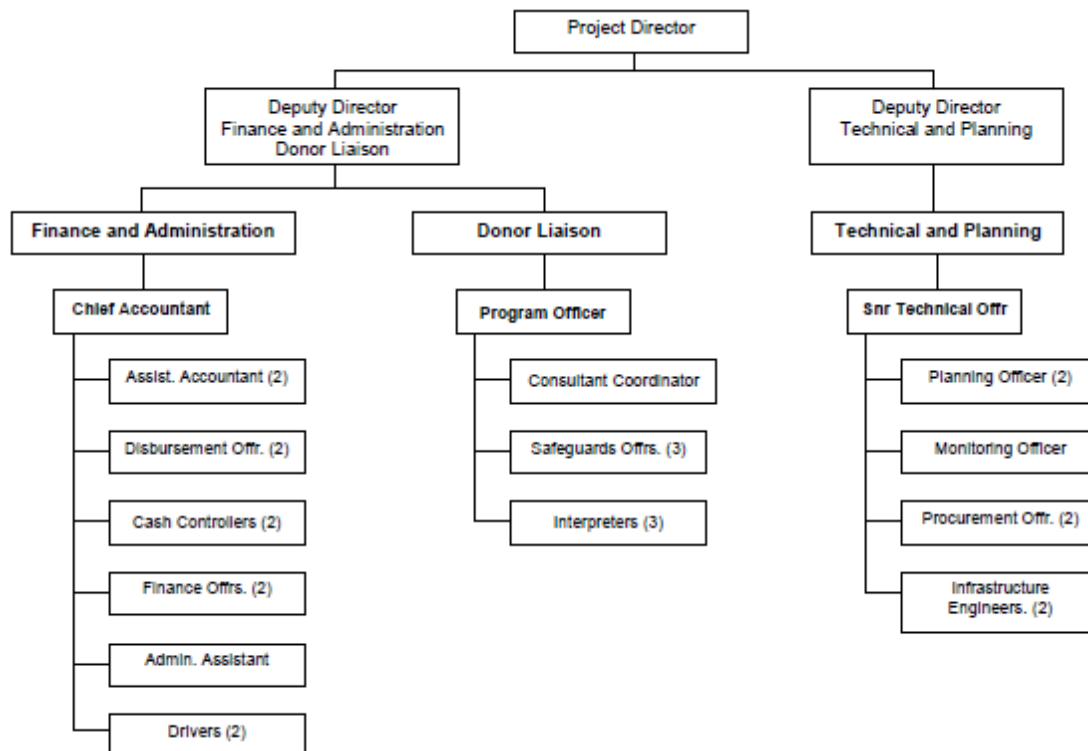 Project Director
Deputy Director
Finance and Administration
Donor Liaison
Deputy Director
Technical and Planning
Finance and Administration
Donor Liaison
Technical and Planning
Chief Accountant
Program Officer
Snr Technical Offr
Assist. Accountant (2)
Disbursement Offr. (2)
Cash Controllers (2)
Finance Offrs. (2)
Admin. Assistant
Drivers (2)
Consultant Coordinator
Safeguards Offrs. (3)
Interpreters (3)
Planning Officer (2)
Monitoring Officer
Procurement Offr. (2)
Infrastructure
Engineers. (2)